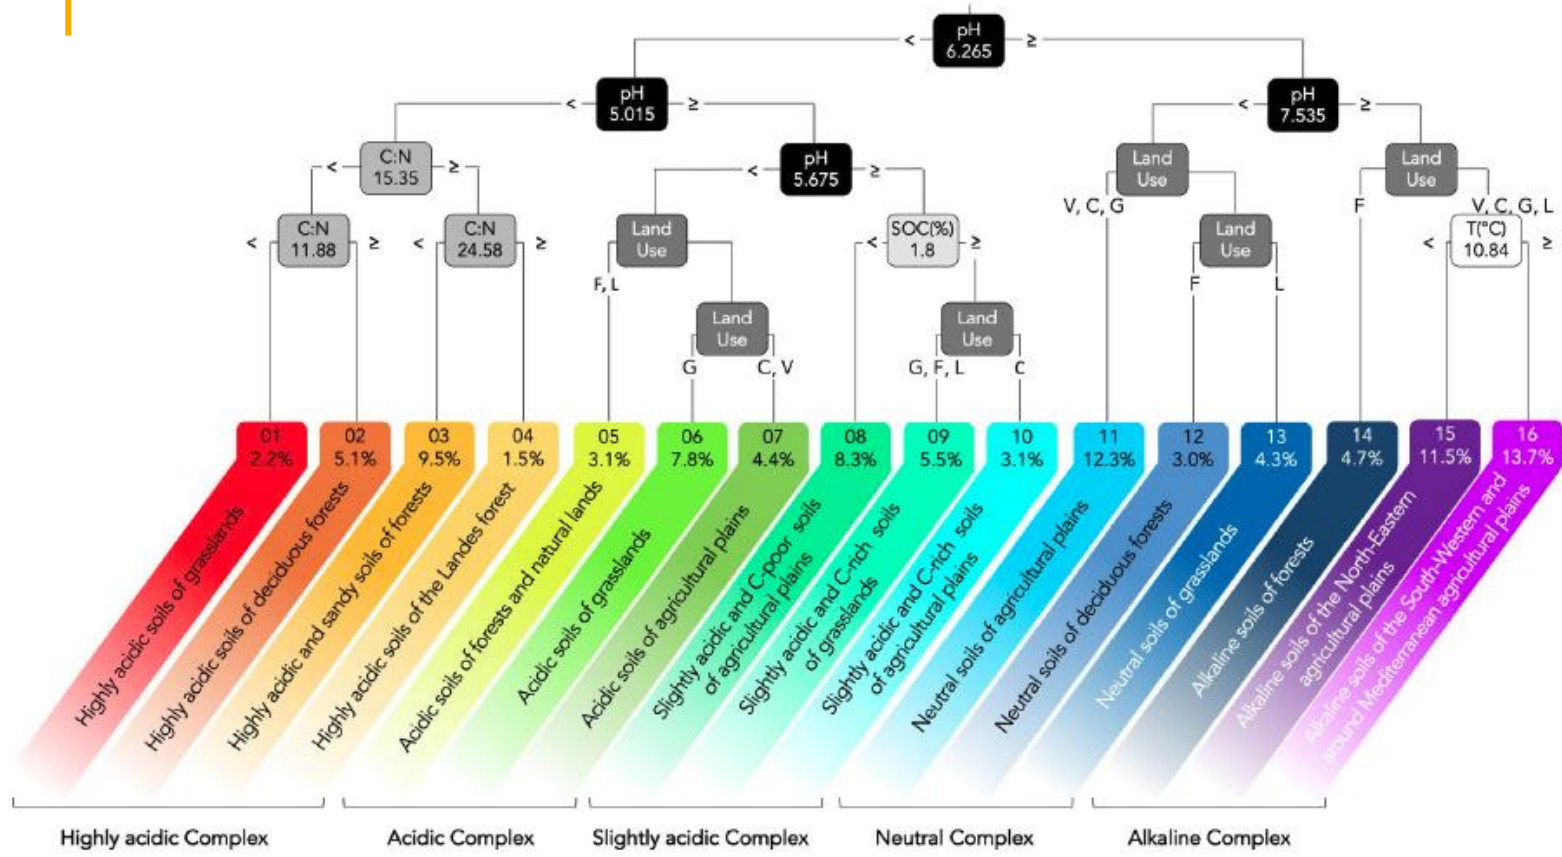 pH
6.265
< ≥
pH
5.015
< ≥
pH
7.535
< ≥
C:N
15.35
< ≥
pH
5.675
< ≥
Land
Use
V, C, G
Land
Use
F
V, C, G, L
C:N
11.88
< ≥
C:N
24.58
< ≥
Land
Use
F, L
SOC(%)
1.8
< ≥
Land
Use
F
L
T(°C)
10.84
< ≥
Land
Use
G
C, V
Land
Use
G, F, L
C
01
2.2%
02
5.1%
03
9.5%
04
1.5%
05
3.1%
06
7.8%
07
4.4%
08
8.3%
09
5.5%
10
3.1%
11
12.3%
12
3.0%
13
4.3%
14
4.7%
15
11.5%
16
13.7%
Highly acidic soils of grasslands
Highly acidic soils of deciduous forests
Highly acidic and sandy soils of forests
Highly acidic soils of the Landes forest
Acidic soils of forests and natural lands
Acidic soils of grasslands
Acidic soils of agricultural plains
Slightly acidic and C-poor soils
of agricultural plains
Slightly acidic and C-rich soils
of grasslands
Slightly acidic and C-rich soils
of agricultural plains
Neutral soils of agricultural plains
Neutral soils of deciduous forests
Neutral soils of grasslands
Alkaline soils of forests
Alkaline soils of the North-Eastern
agricultural plains
Alkaline soils of the South-Western and
around Mediterranean agricultural plains
Highly acidic Complex
Acidic Complex
Slightly acidic Complex
Neutral Complex
Alkaline Complex